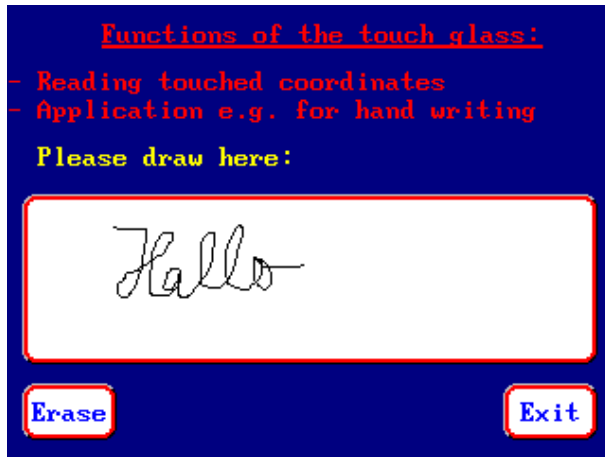 Functions of the touch glass:
- Reading touched coordinates
- Application e.g. for hand writing
Please draw here:
Hallo
Erase
Exit